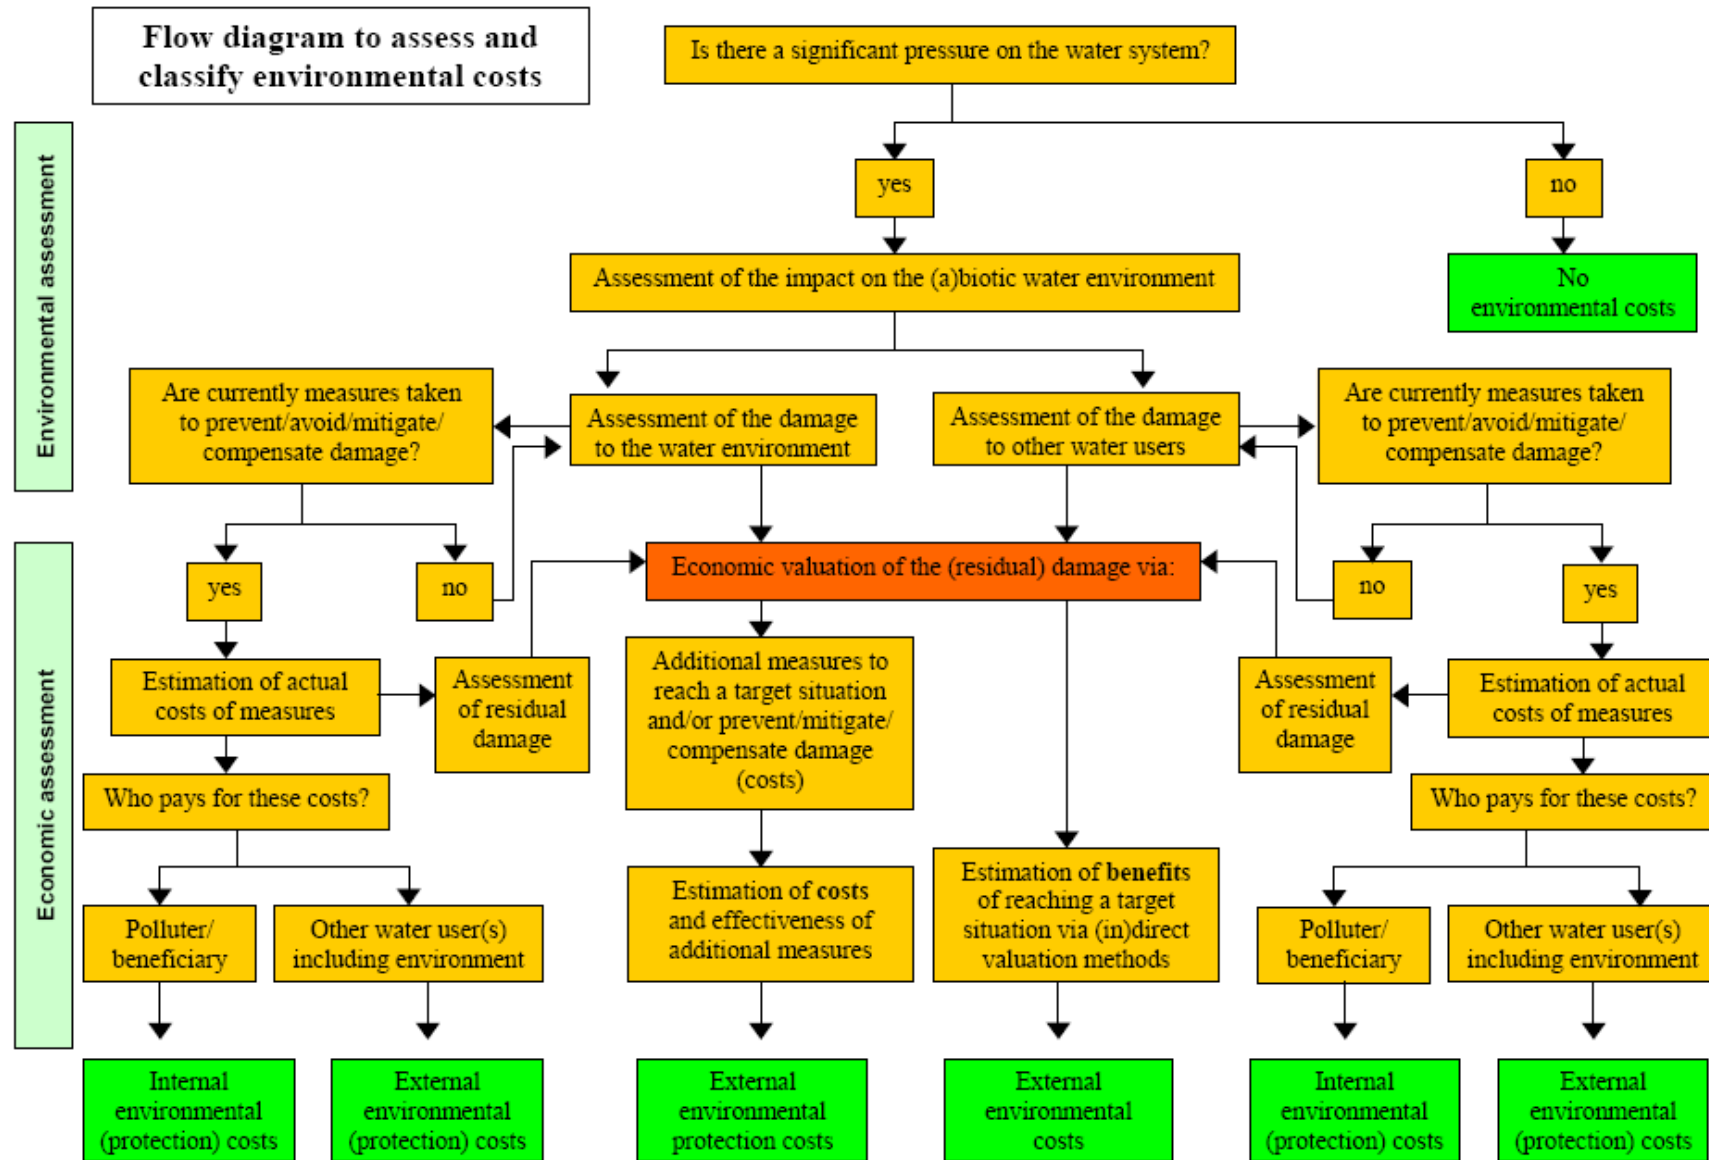 Flow diagram to assess and
classify environmental costs
Is there a significant pressure on the water system?
Environmental assessment
yes
no
Assessment of the impact on the (a)biotic water environment
No
environmental costs
Are currently measures taken
to prevent/avoid/mitigate/
compensate damage?
Assessment of the damage
to the water environment
Assessment of the damage
to other water users
Are currently measures taken
to prevent/avoid/mitigate/
compensate damage?
Economic assessment
yes
no
Economic valuation of the (residual) damage via:
no
yes
Estimation of actual
costs of measures
Assessment
of residual
damage
Additional measures to
reach a target situation
and/or prevent/mitigate/
compensate damage
(costs)
Assessment
of residual
damage
Estimation of actual
costs of measures
Who pays for these costs?
Who pays for these costs?
Polluter/
beneficiary
Other water user(s)
including environment
Estimation of costs
and effectiveness of
additional measures
Estimation of benefits
of reaching a target
situation via (in)direct
valuation methods
Polluter/
beneficiary
Other water user(s)
including environment
Internal
environmental
(protection) costs
External
environmental
(protection) costs
External
environmental
protection costs
External
environmental
costs
Internal
environmental
(protection) costs
External
environmental
(protection) costs